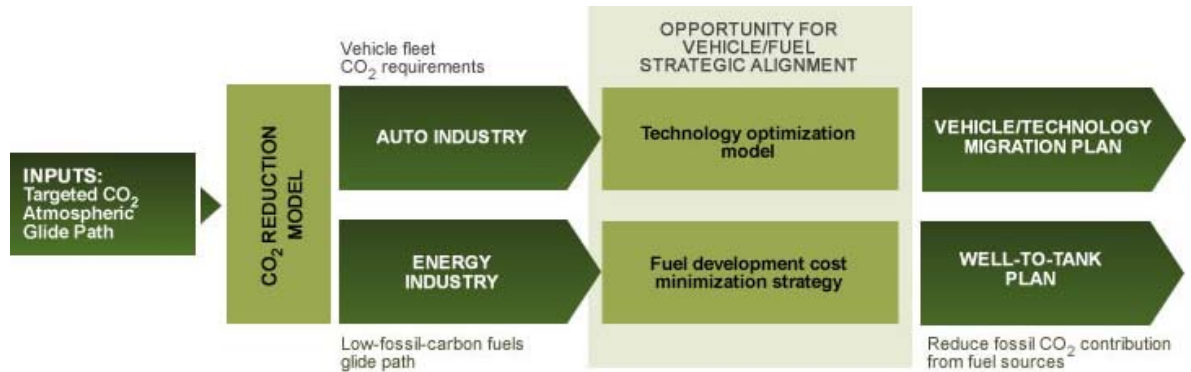 INPUTS:
Targeted CO₂
Atmospheric
Glide Path
CO₂ REDUCTION
MODEL
Vehicle fleet
CO₂ requirements
AUTO INDUSTRY
ENERGY
INDUSTRY
Low-fossil-carbon fuels
glide path
OPPORTUNITY FOR
VEHICLE/FUEL
STRATEGIC ALIGNMENT
Technology optimization
model
Fuel development cost
minimization strategy
VEHICLE/TECHNOLOGY
MIGRATION PLAN
WELL-TO-TANK
PLAN
Reduce fossil CO₂ contribution
from fuel sources